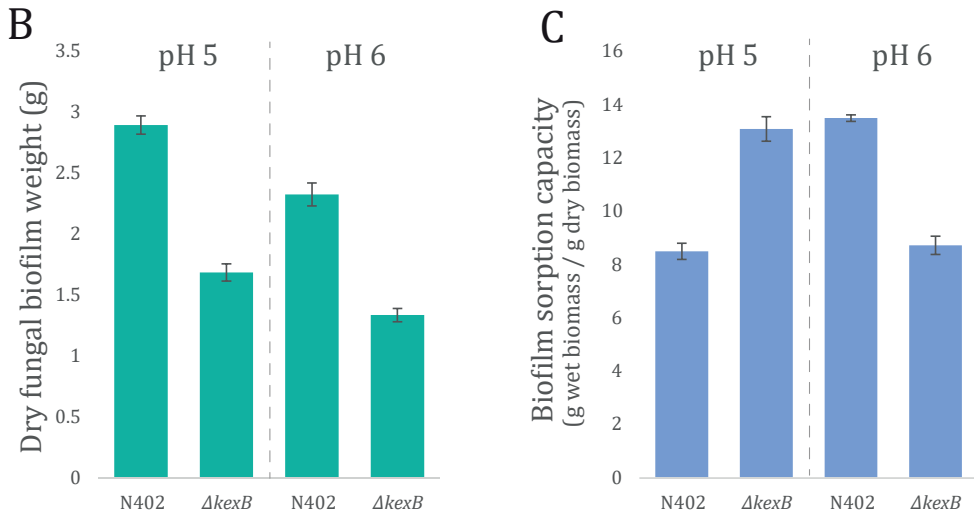 B
Dry fungal biofilm weight (g)
3.5
3
2.5
2
1.5
1
0.5
0
pH 5
pH 6
N402
ΔkexB
N402
ΔkexB
C
Biofilm sorption capacity
(g wet biomass / g dry biomass)
16
14
12
10
8
6
4
2
0
pH 5
pH 6
N402
ΔkexB
N402
ΔkexB